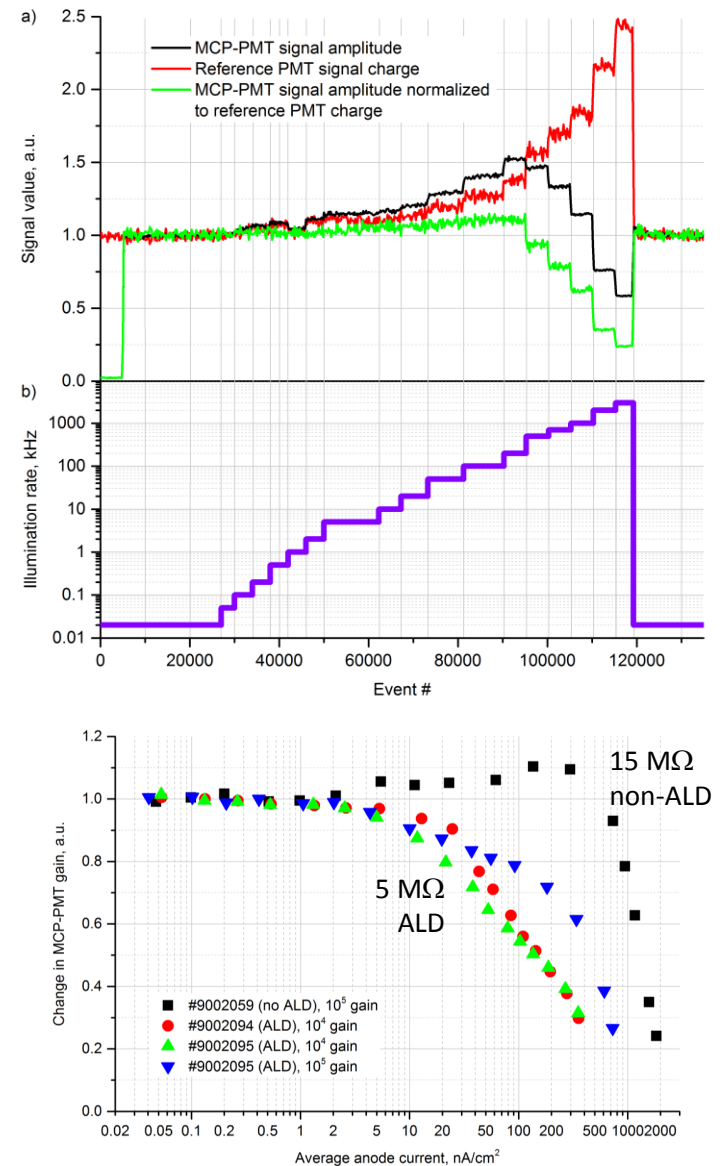 a)
2.5
2.0
1.5
1.0
0.5
0.0
Signal value, a.u.
MCP-PMT signal amplitude
Reference PMT signal charge
MCP-PMT signal amplitude normalized
to reference PMT charge
b)
1000
100
10
1
0.1
0.01
Illumination rate, kHz
0 20000 40000 60000 80000 100000 120000
Event #
1.2
1.0
0.8
0.6
0.4
0.2
0.0
Change in MCP-PMT gain, a.u.
15 MΩ
non-ALD
5 MΩ
ALD
#9002059 (no ALD), 10⁵ gain
#9002094 (ALD), 10⁴ gain
#9002095 (ALD), 10⁴ gain
#9002095 (ALD), 10⁵ gain
0.02 0.05 0.1 0.2 0.5 1 2 5 10 20 50 100 200 500 1000 2000
Average anode current, nA/cm²